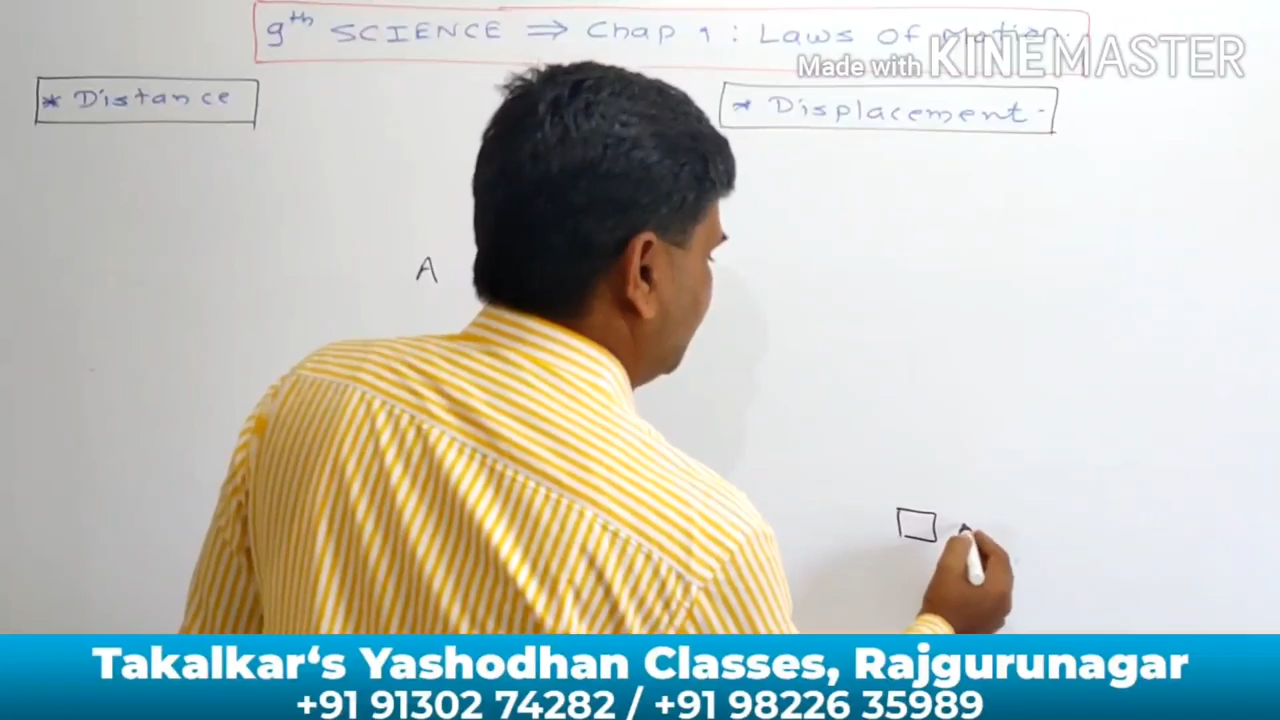 9th SCIENCE ⇒ Chap 1 : Laws of Motion.
Made with KINEMASTER
* Distance
* Displacement.
A
Takalkar‘s Yashodhan Classes, Rajgurunagar
+91 91302 74282 / +91 98226 35989